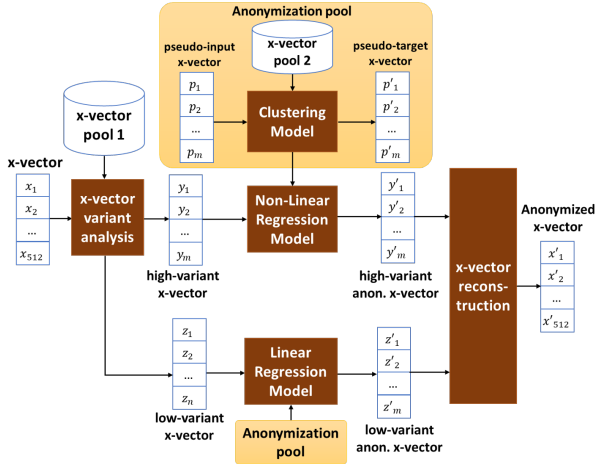 Anonymization pool
pseudo-input
x-vector
x-vector
pool 2
pseudo-target
x-vector
p₁
p₂
...
pₘ
Clustering
Model
p'₁
p'₂
...
p'ₘ
x-vector
pool 1
x-vector
x₁
x₂
...
x₅₁₂
x-vector
variant
analysis
y₁
y₂
...
yₘ
high-variant
x-vector
Non-Linear
Regression
Model
y'₁
y'₂
...
y'ₘ
high-variant
anon. x-vector
x-vector
recons-
truction
Anonymized
x-vector
x'₁
x'₂
...
x'₅₁₂
z₁
z₂
...
zₙ
low-variant
x-vector
Linear
Regression
Model
Anonymization
pool
z'₁
z'₂
...
z'ₘ
low-variant
anon. x-vector